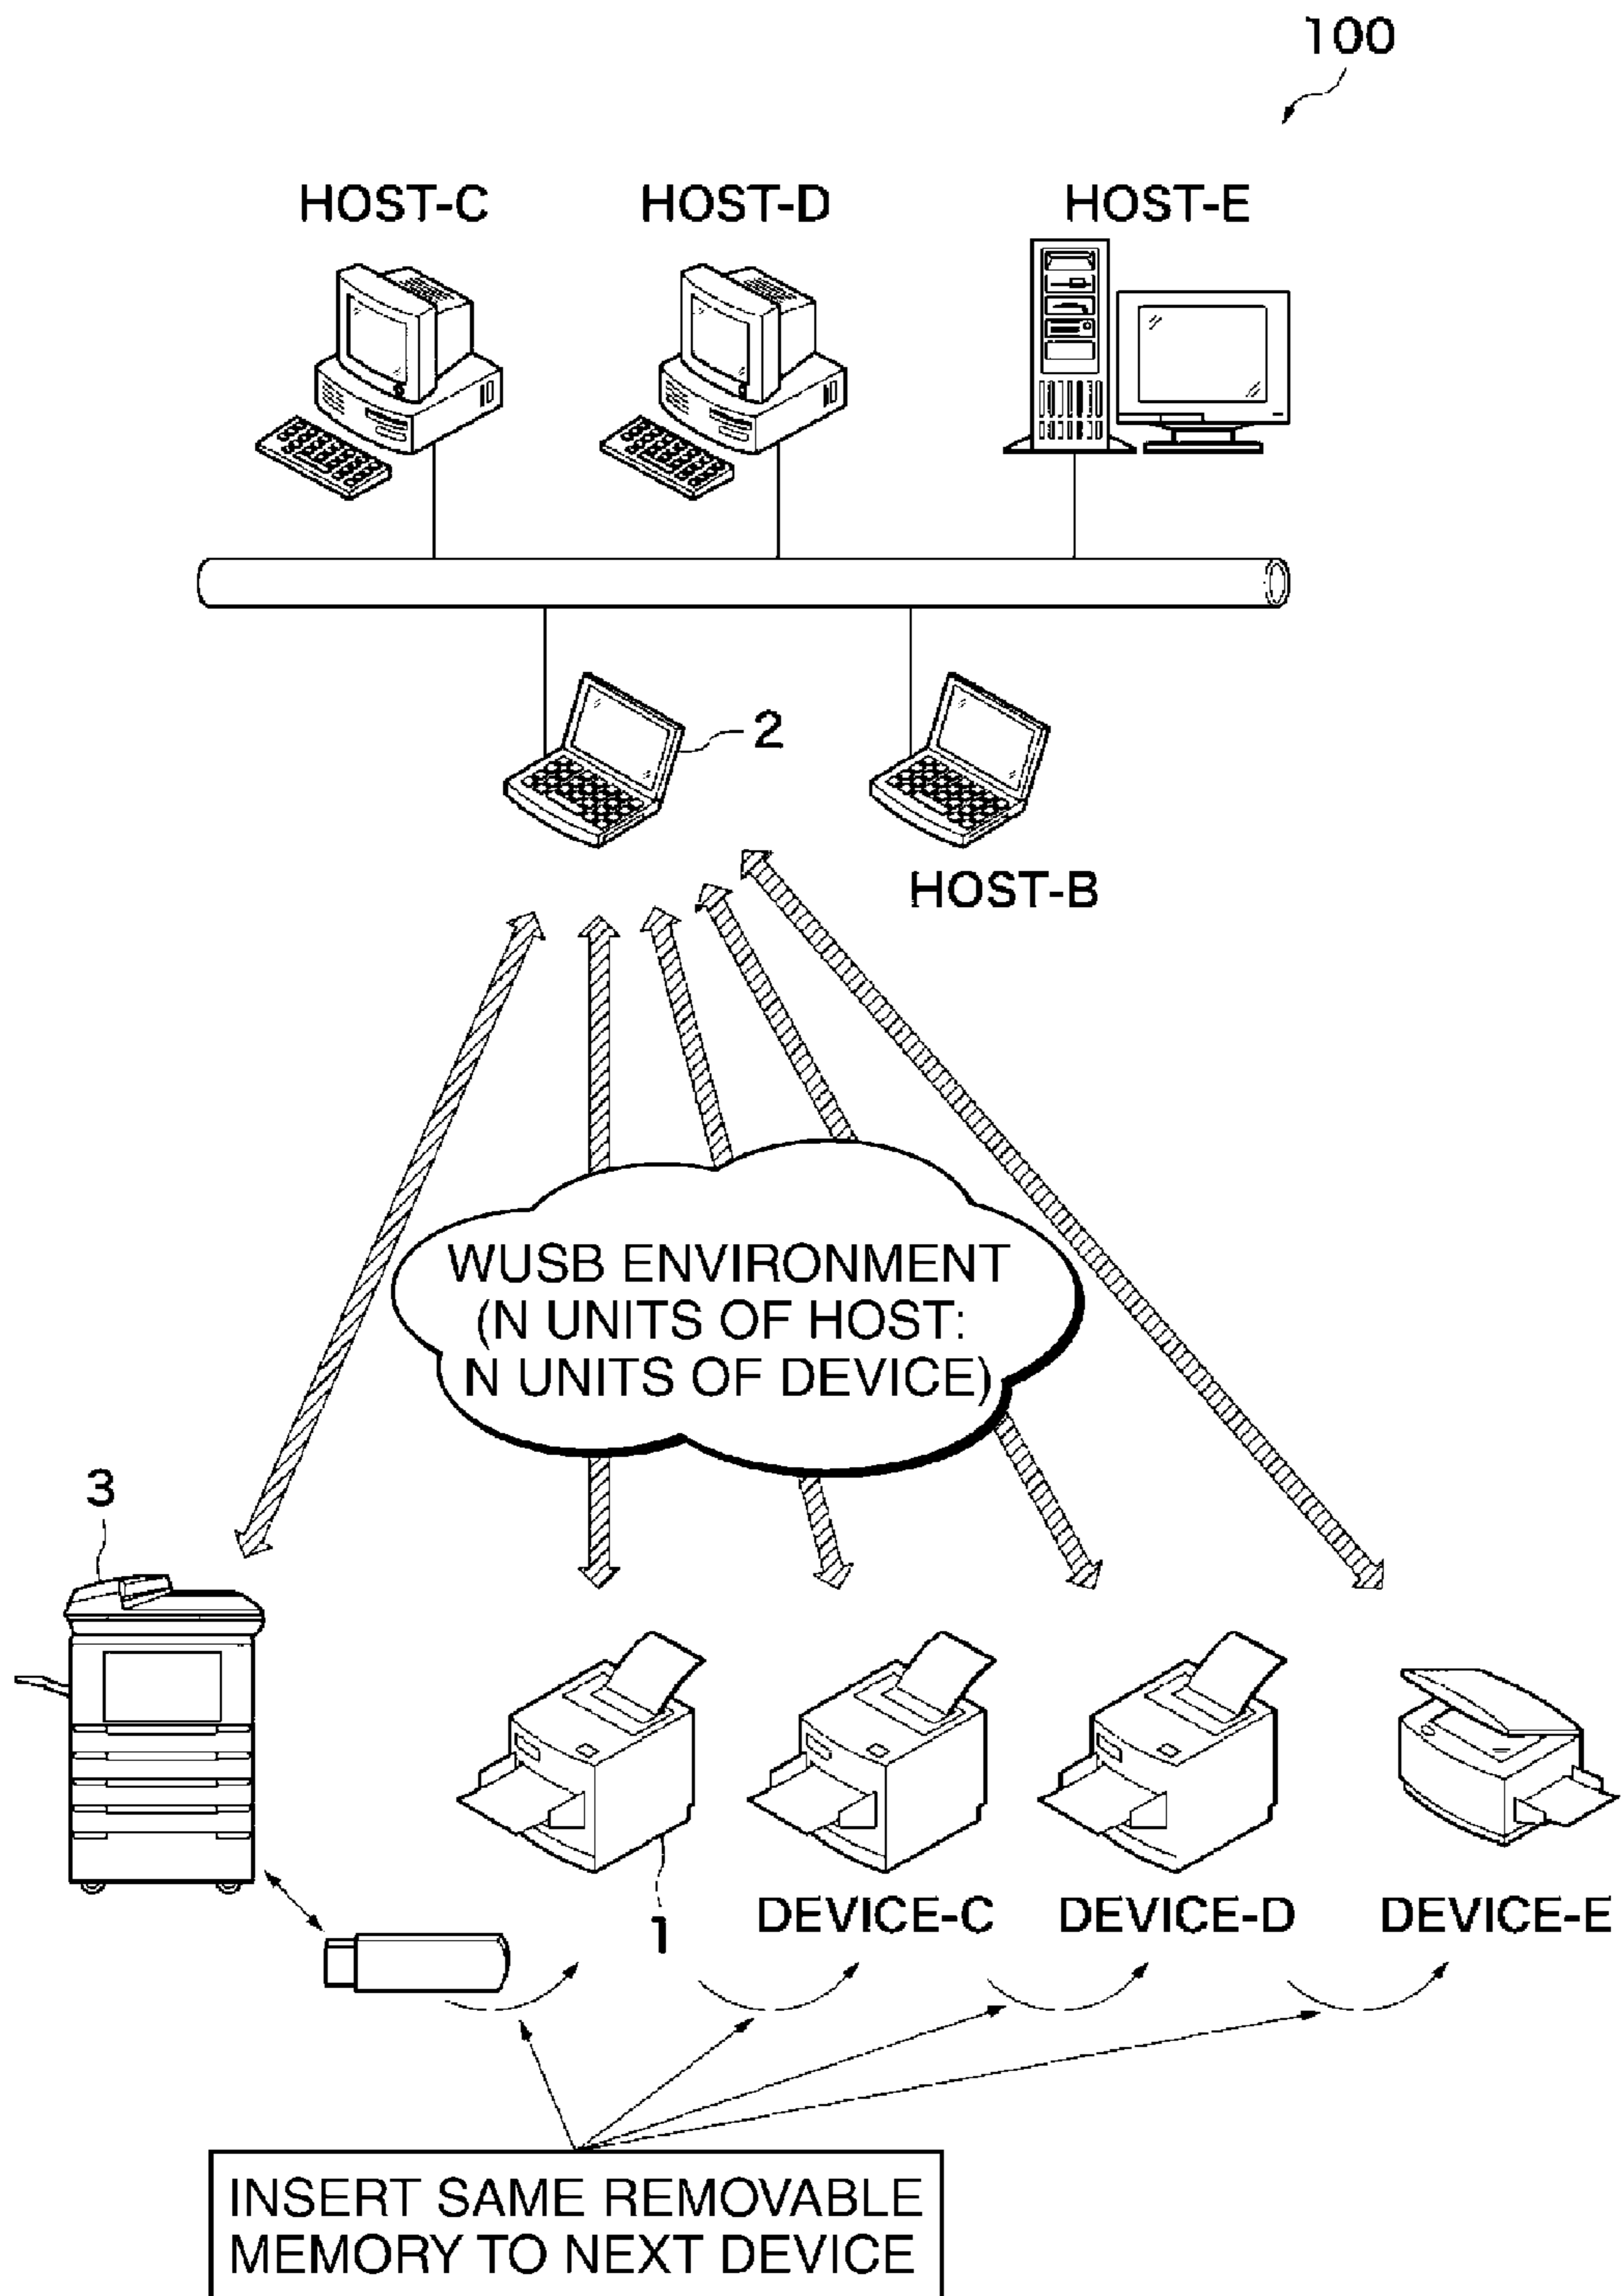 100
HOST-C HOST-D HOST-E
2
HOST-B
WUSB ENVIRONMENT
(N UNITS OF HOST:
N UNITS OF DEVICE)
3
1
DEVICE-C DEVICE-D DEVICE-E
INSERT SAME REMOVABLE
MEMORY TO NEXT DEVICE